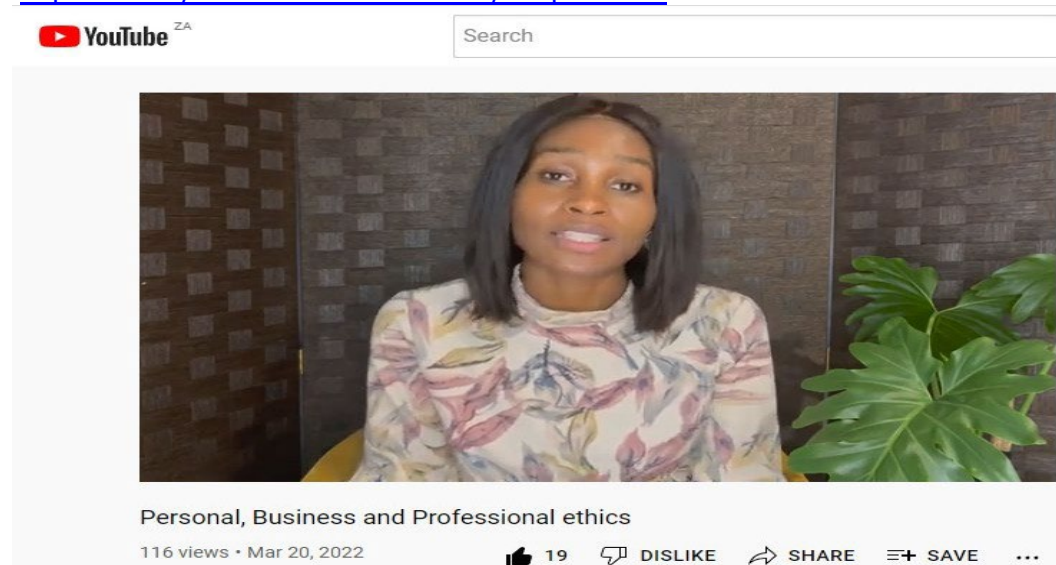 YouTube ZA
Search
Personal, Business and Professional ethics
116 views • Mar 20, 2022
19 DISLIKE SHARE SAVE ...